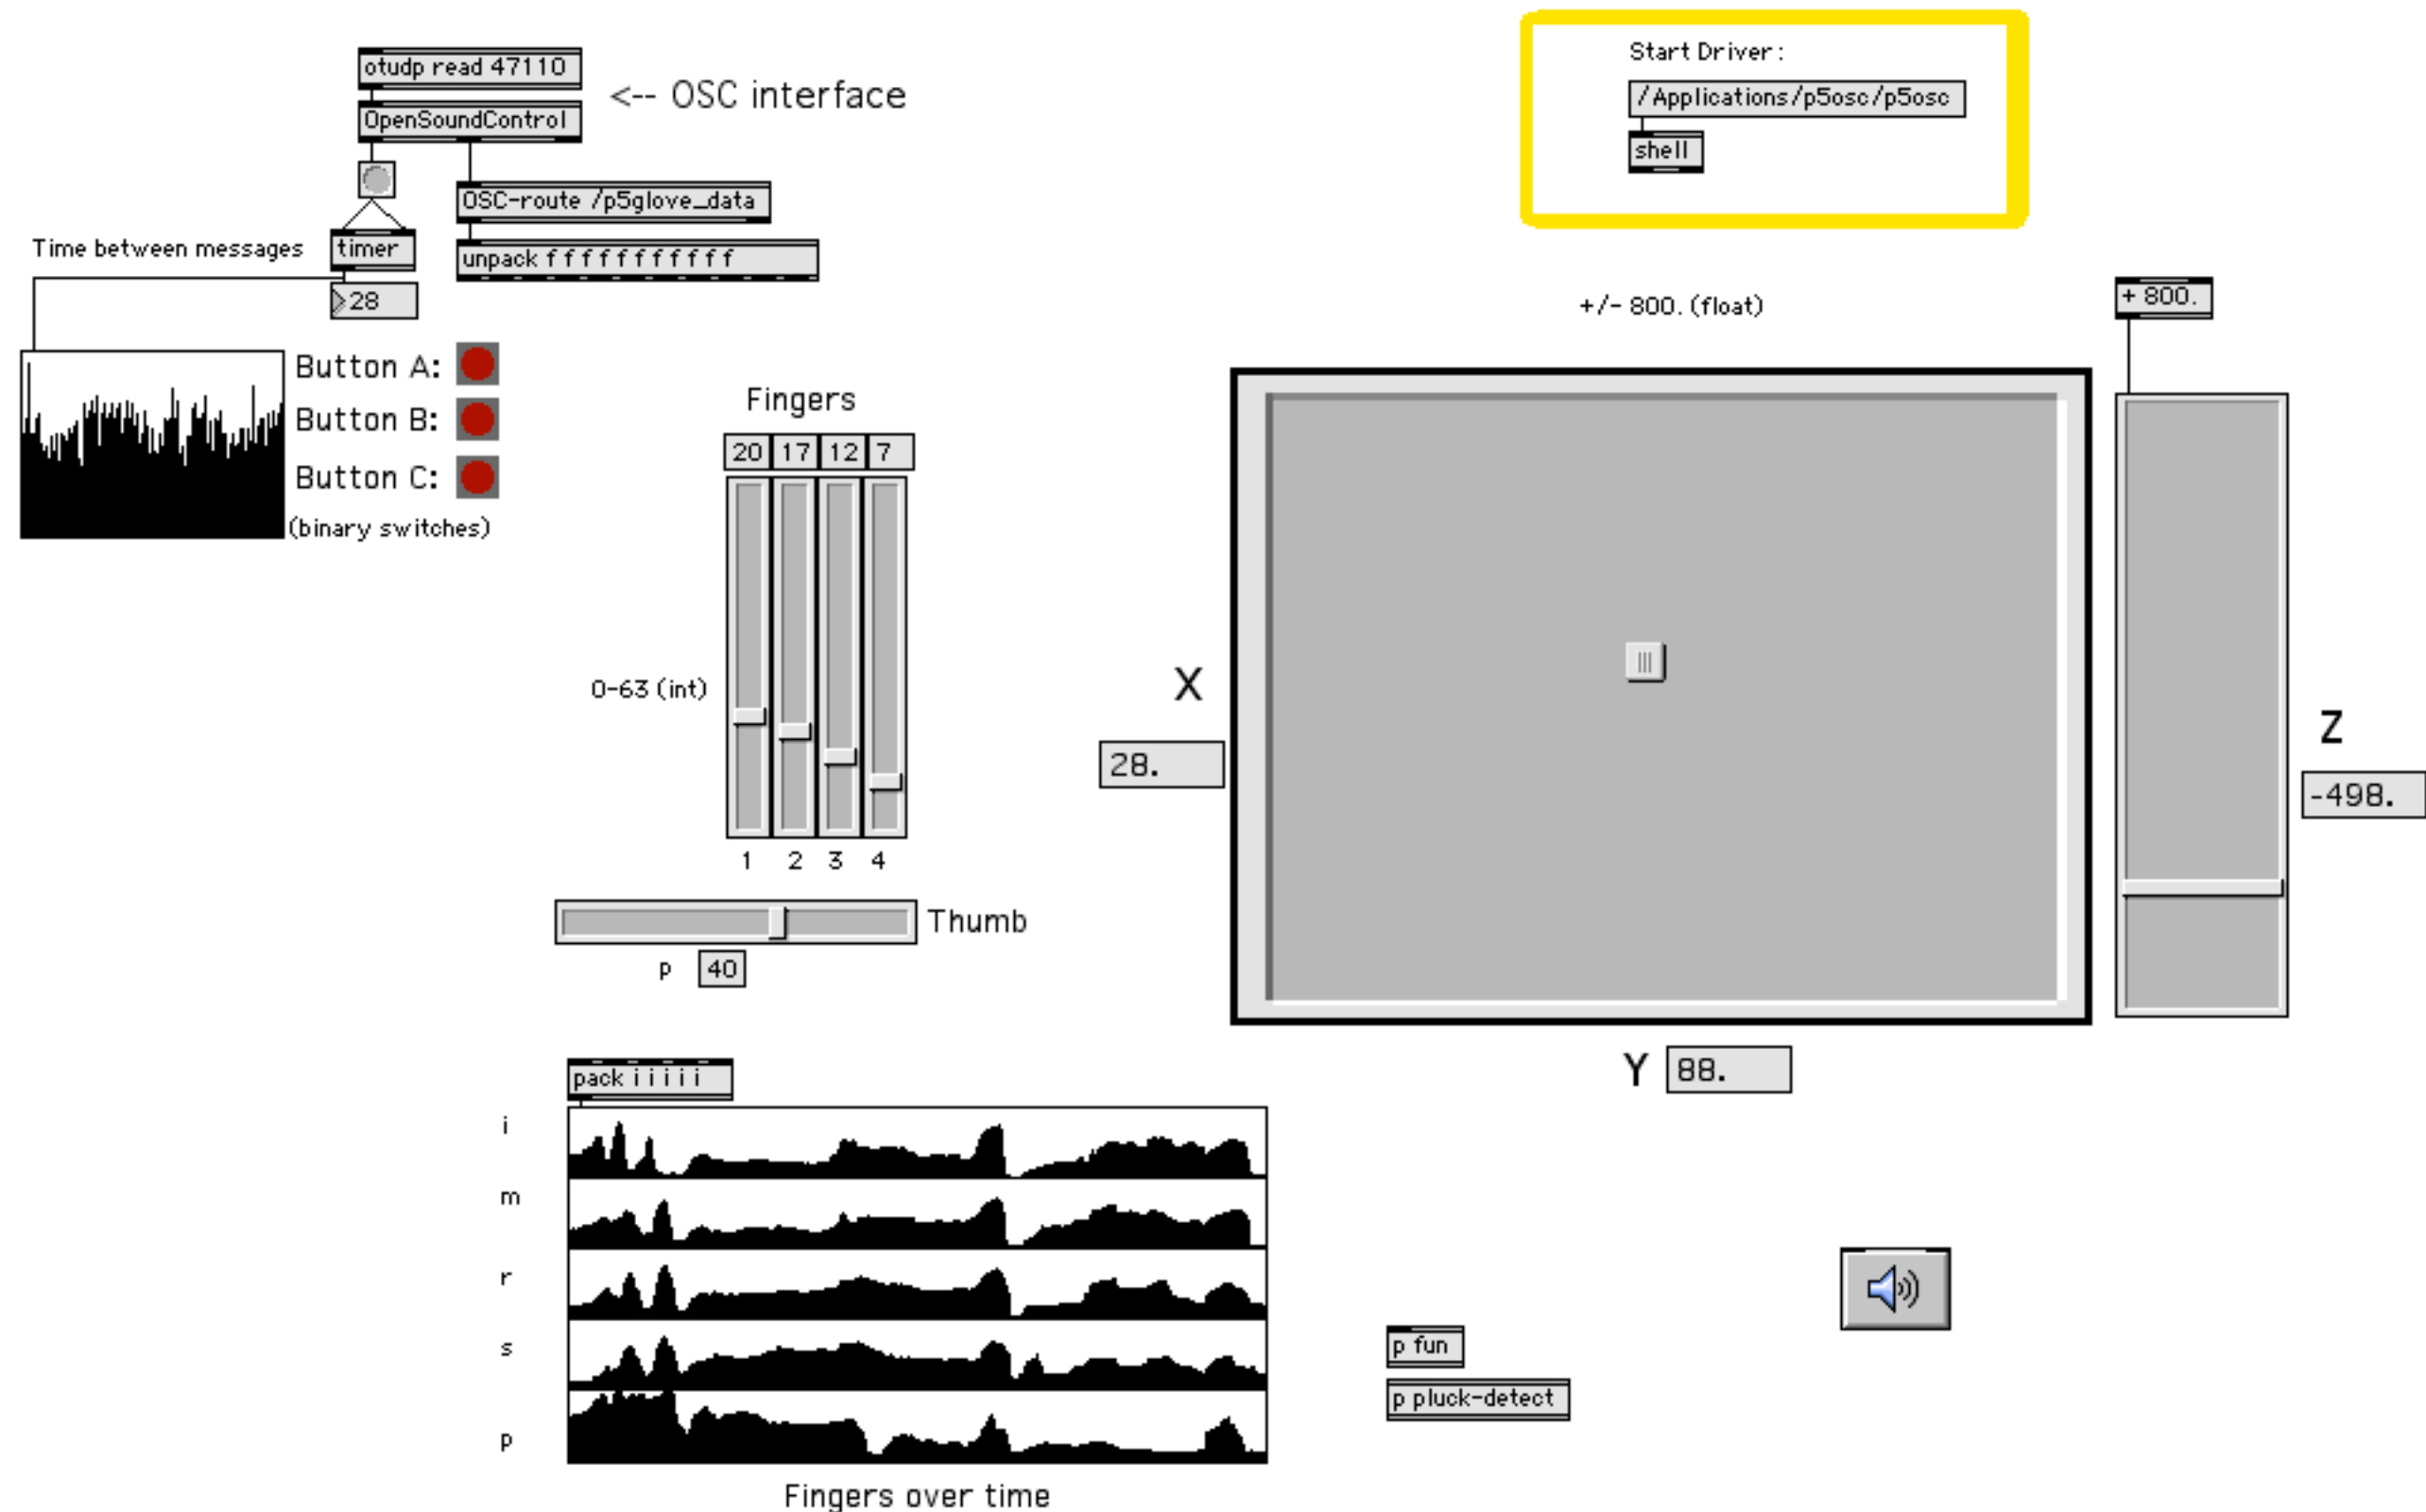 otudp read 47110
<-- OSC interface
OpenSoundControl
OSC-route /p5glove_data
Time between messages
timer
unpack f f f f f f f f f f f
28
Button A:
Button B:
Button C:
(binary switches)
Start Driver:
/Applications/p5osc/p5osc
shell
+/- 800. (float)
+ 800.
Fingers
20 17 12 7
0-63 (int)
1 2 3 4
Thumb
p 40
X
28.
Z
-498.
Y 88.
pack i i i i i
i
m
r
s
p
Fingers over time
p fun
p pluck-detect